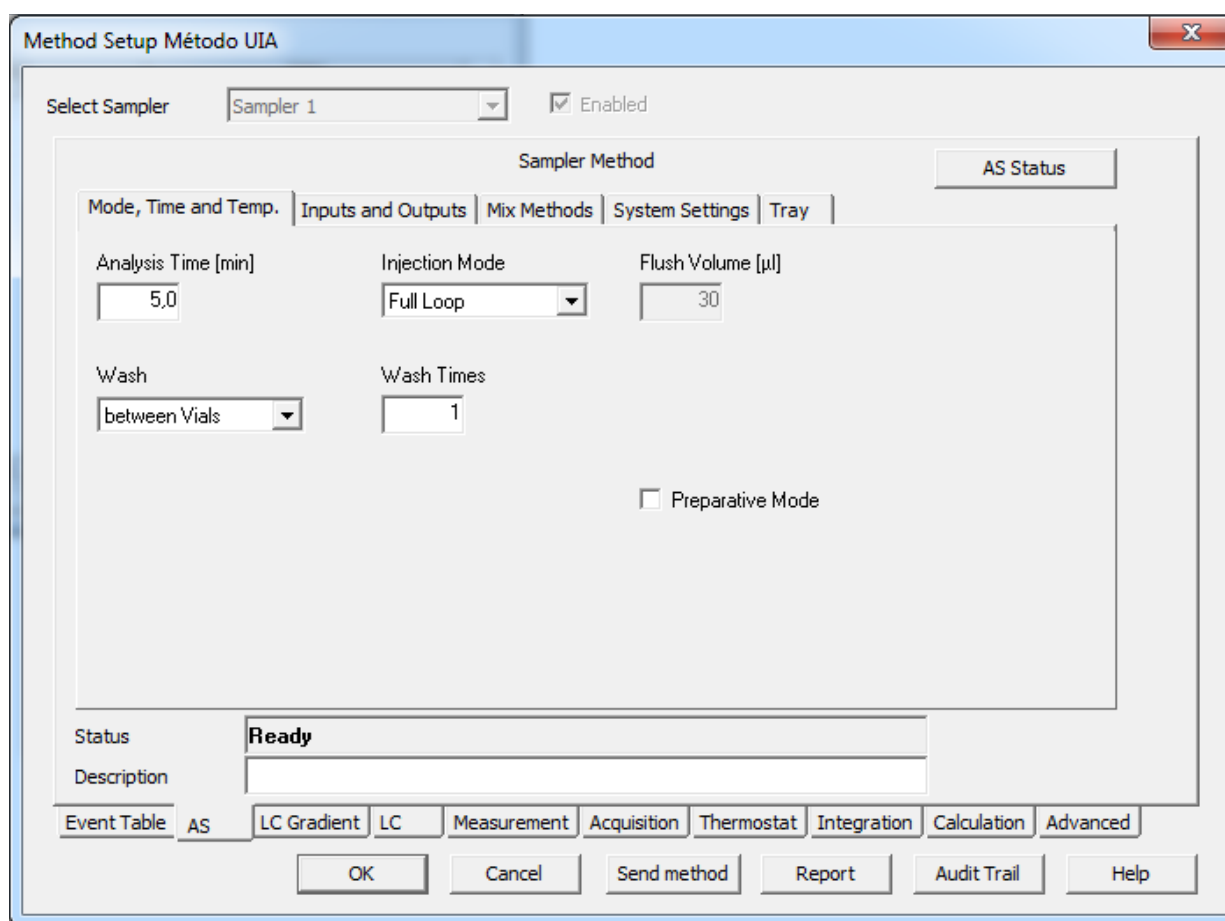 Method Setup Método UIA
X
Select Sampler Sampler 1 Enabled
Sampler Method AS Status
Mode, Time and Temp. Inputs and Outputs Mix Methods System Settings Tray
Analysis Time [min] Injection Mode Flush Volume [µl]
5,0 Full Loop 30
Wash Wash Times
between Vials 1
Preparative Mode
Status Ready
Description
Event Table AS LC Gradient LC Measurement Acquisition Thermostat Integration Calculation Advanced
OK Cancel Send method Report Audit Trail Help